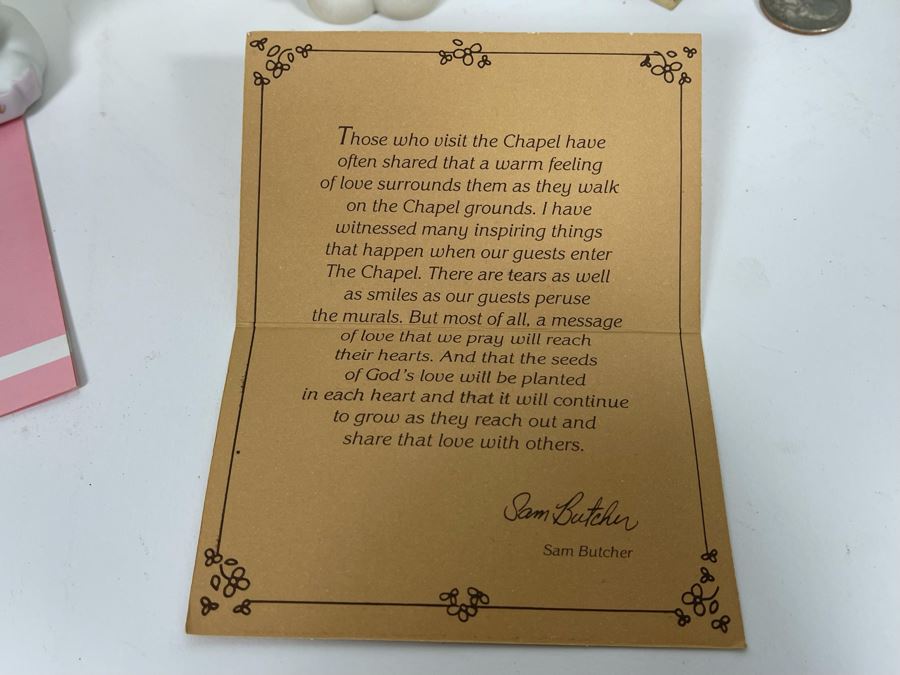 Those who visit the Chapel have
often shared that a warm feeling
of love surrounds them as they walk
on the Chapel grounds. I have
witnessed many inspiring things
that happen when our guests enter
The Chapel. There are tears as well
as smiles as our guests peruse
the murals. But most of all, a message
of love that we pray will reach
their hearts. And that the seeds
of God's love will be planted
in each heart and that it will continue
to grow as they reach out and
share that love with others.
Sam Butcher
Sam Butcher